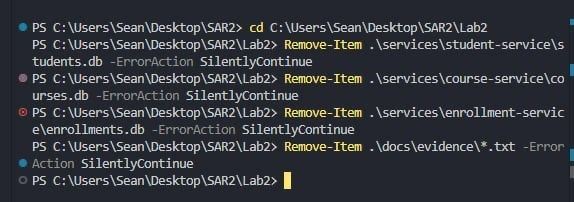 PS C:\Users\Sean\Desktop\SAR2> cd C:\Users\Sean\Desktop\SAR2\Lab2
PS C:\Users\Sean\Desktop\SAR2\Lab2> Remove-Item .\services\student-service\s
tudents.db -ErrorAction SilentlyContinue
PS C:\Users\Sean\Desktop\SAR2\Lab2> Remove-Item .\services\course-service\co
urses.db -ErrorAction SilentlyContinue
PS C:\Users\Sean\Desktop\SAR2\Lab2> Remove-Item .\services\enrollment-servic
e\enrollments.db -ErrorAction SilentlyContinue
PS C:\Users\Sean\Desktop\SAR2\Lab2> Remove-Item .\docs\evidence\*.txt -Error
Action SilentlyContinue
PS C:\Users\Sean\Desktop\SAR2\Lab2>